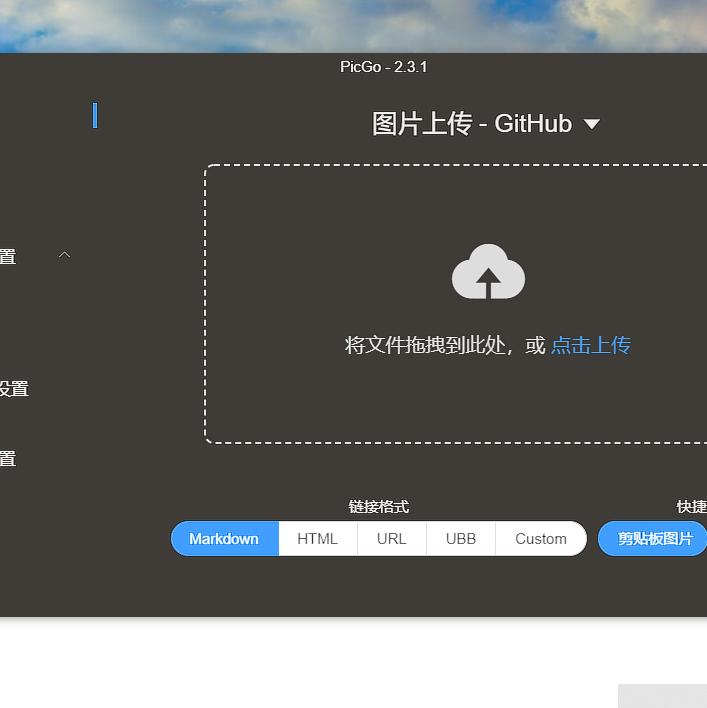 PicGo - 2.3.1
图片上传 - GitHub
置
将文件拖拽到此处，或 点击上传
设置
置
链接格式
快捷
Markdown HTML URL UBB Custom
剪贴板图片